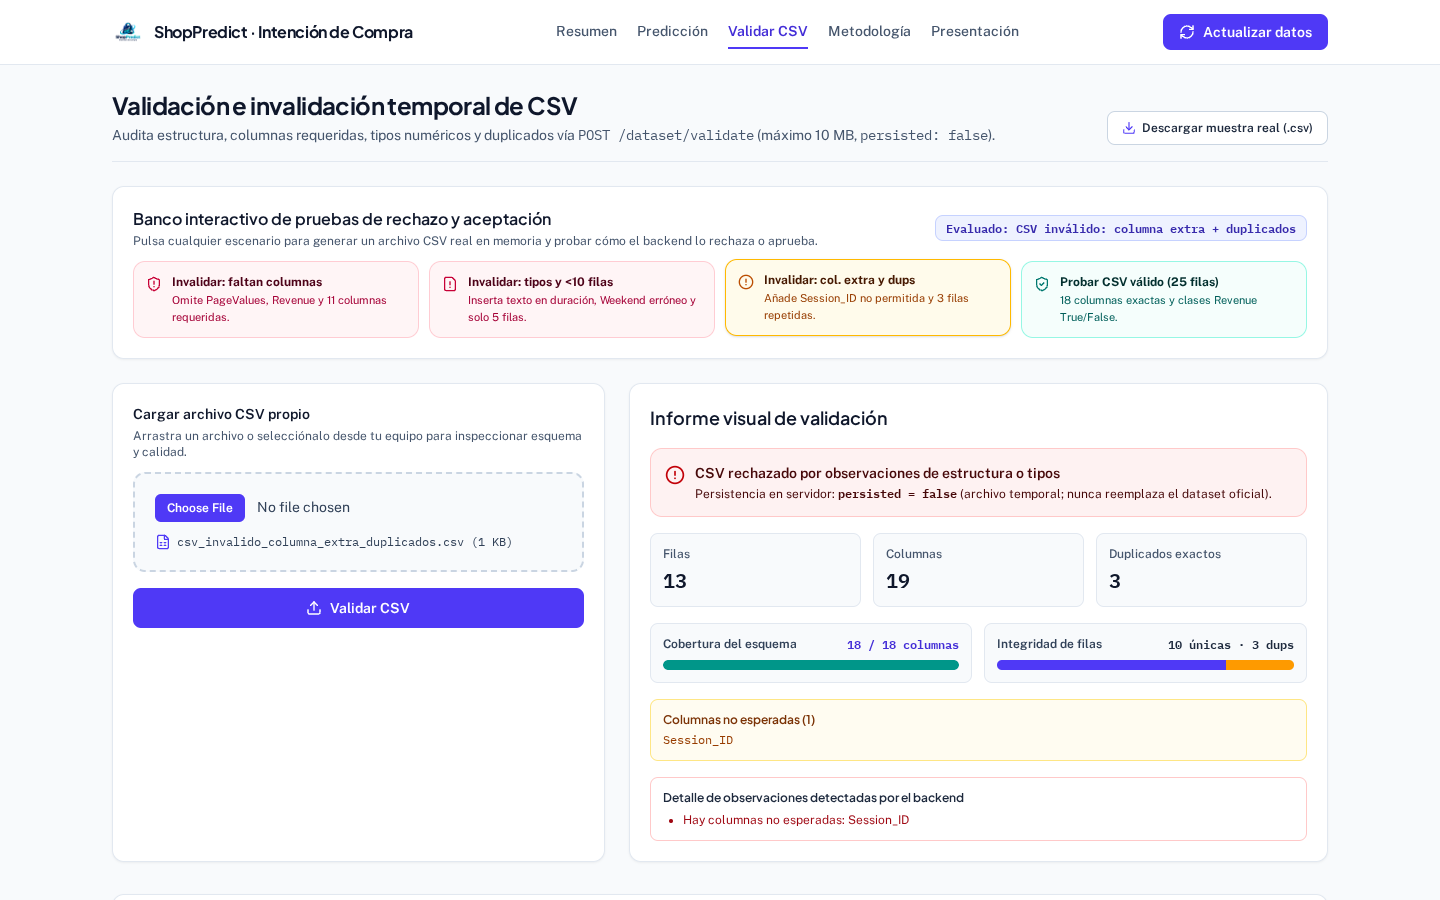 ShopPredict · Intención de Compra
Resumen
Predicción
Validar CSV
Metodología
Presentación
Actualizar datos
Validación e invalidación temporal de CSV
Audita estructura, columnas requeridas, tipos numéricos y duplicados vía POST /dataset/validate (máximo 10 MB, persisted: false).
Descargar muestra real (.csv)
Banco interactivo de pruebas de rechazo y aceptación
Pulsa cualquier escenario para generar un archivo CSV real en memoria y probar cómo el backend lo rechaza o aprueba.
Evaluado: CSV inválido: columna extra + duplicados
Invalidar: faltan columnas
Omite PageValues, Revenue y 11 columnas
requeridas.
Invalidar: tipos y <10 filas
Inserta texto en duración, Weekend erróneo y
solo 5 filas.
Invalidar: col. extra y dups
Añade Session_ID no permitida y 3 filas
repetidas.
Probar CSV válido (25 filas)
18 columnas exactas y clases Revenue
True/False.
Cargar archivo CSV propio
Arrastra un archivo o selecciónalo desde tu equipo para inspeccionar esquema
y calidad.
Choose File No file chosen
csv_invalido_columna_extra_duplicados.csv (1 KB)
Validar CSV
Informe visual de validación
CSV rechazado por observaciones de estructura o tipos
Persistencia en servidor: persisted = false (archivo temporal; nunca reemplaza el dataset oficial).
Filas
13
Columnas
19
Duplicados exactos
3
Cobertura del esquema 18 / 18 columnas
Integridad de filas 10 únicas · 3 dups
Columnas no esperadas (1)
Session_ID
Detalle de observaciones detectadas por el backend
• Hay columnas no esperadas: Session_ID